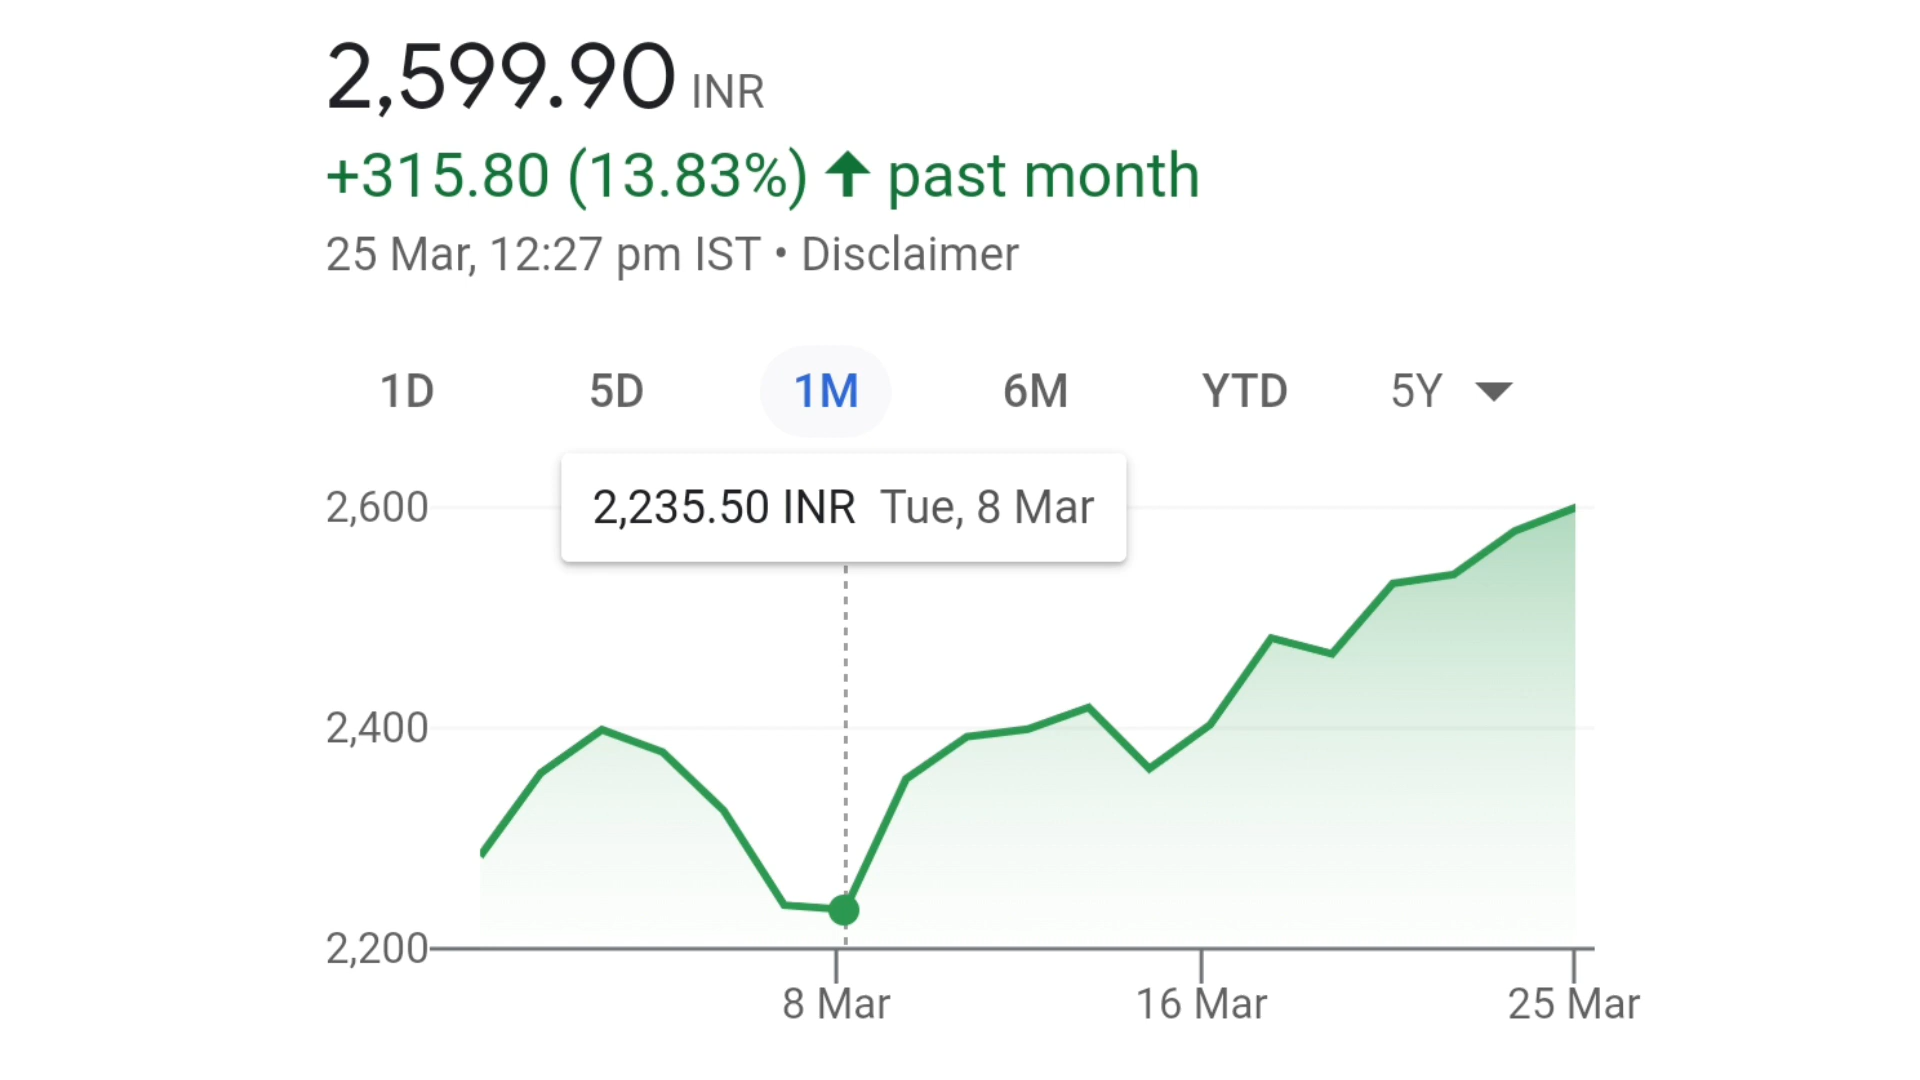 2,599.90 INR
+315.80 (13.83%) ↑ past month
25 Mar, 12:27 pm IST • Disclaimer
1D 5D 1M 6M YTD 5Y
2,235.50 INR Tue, 8 Mar
2,600
2,400
2,200
8 Mar 16 Mar 25 Mar